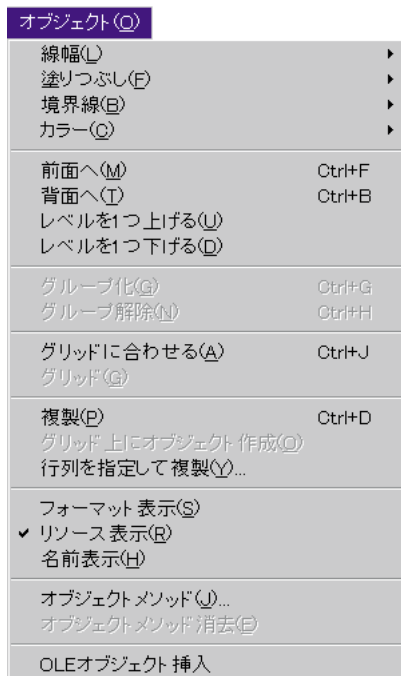 オブジェクト(O)
線幅(L)
塗りつぶし(F)
境界線(B)
カラー(C)
前面へ(M) Ctrl+F
背面へ(T) Ctrl+B
レベルを1つ上げる(U)
レベルを1つ下げる(D)
グループ化(G) Ctrl+G
グループ解除(N) Ctrl+H
グリッドに合わせる(A) Ctrl+J
グリッド(G)
複製(P) Ctrl+D
グリッド上にオブジェクト作成(O)
行列を指定して複製(Y)...
フォーマット表示(S)
✓ リソース表示(R)
名前表示(H)
オブジェクトメソッド(J)...
オブジェクトメソッド消去(E)
OLEオブジェクト挿入